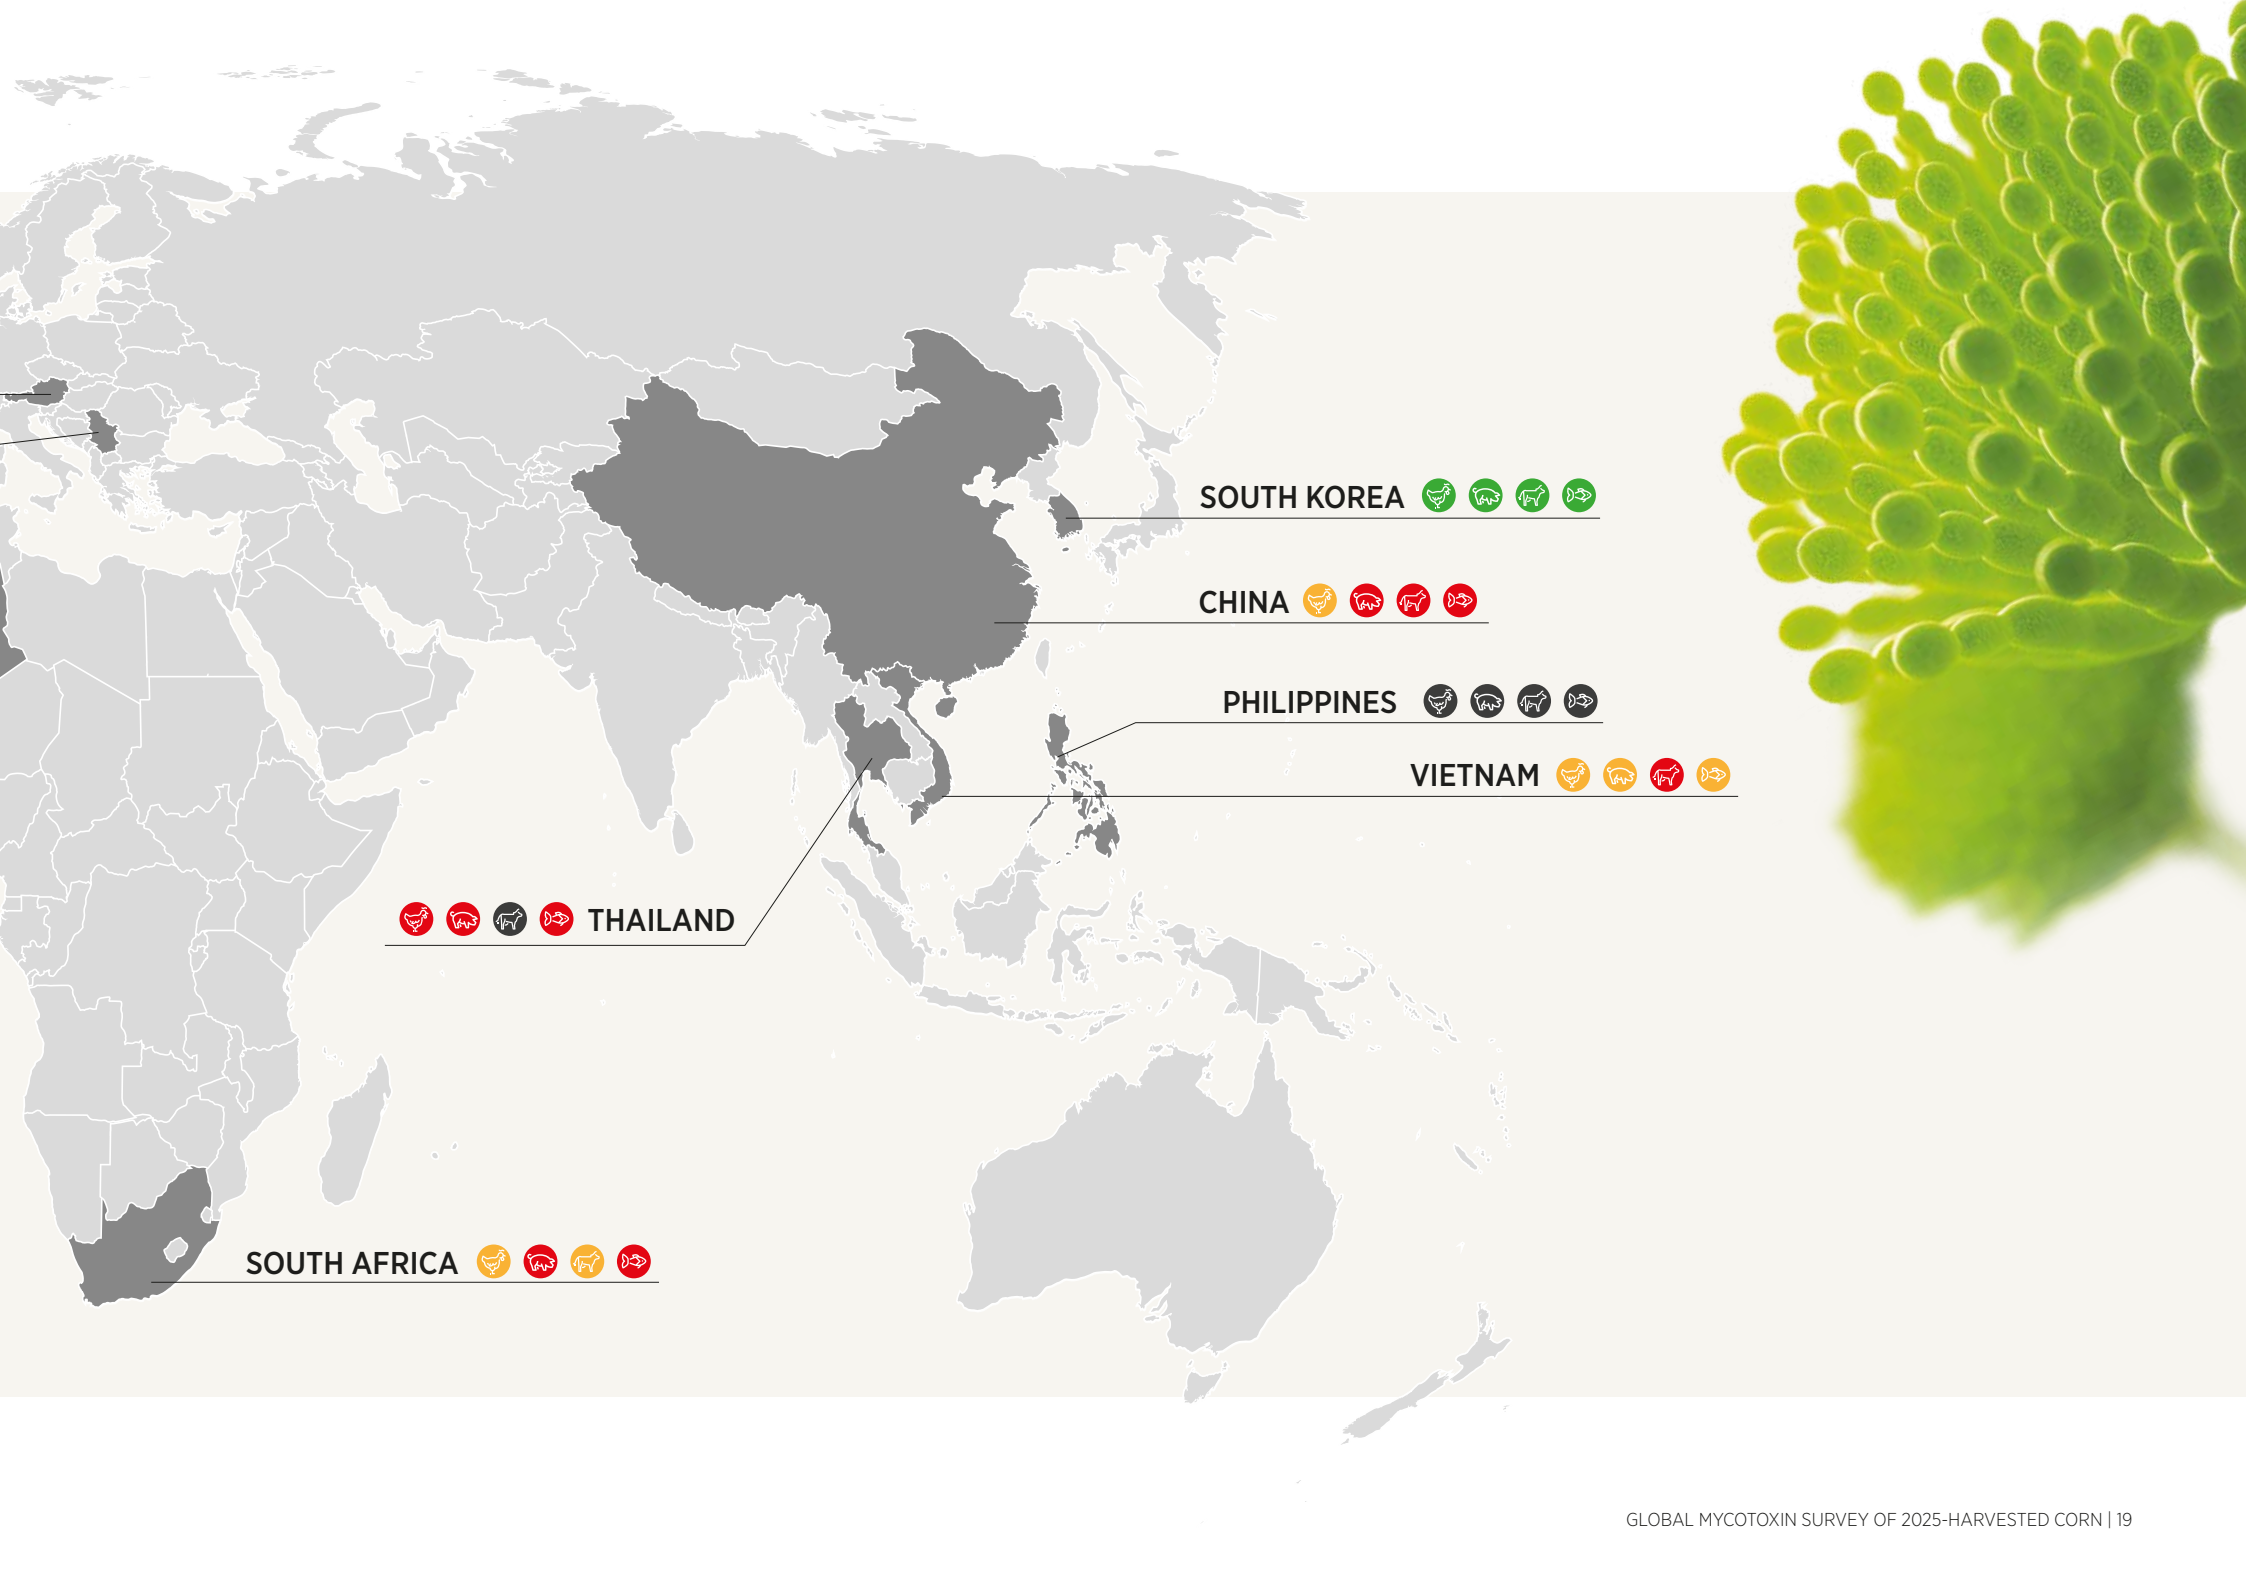 SOUTH KOREA
CHINA
PHILIPPINES
VIETNAM
THAILAND
SOUTH AFRICA
GLOBAL MYCOTOXIN SURVEY OF 2025-HARVESTED CORN | 19